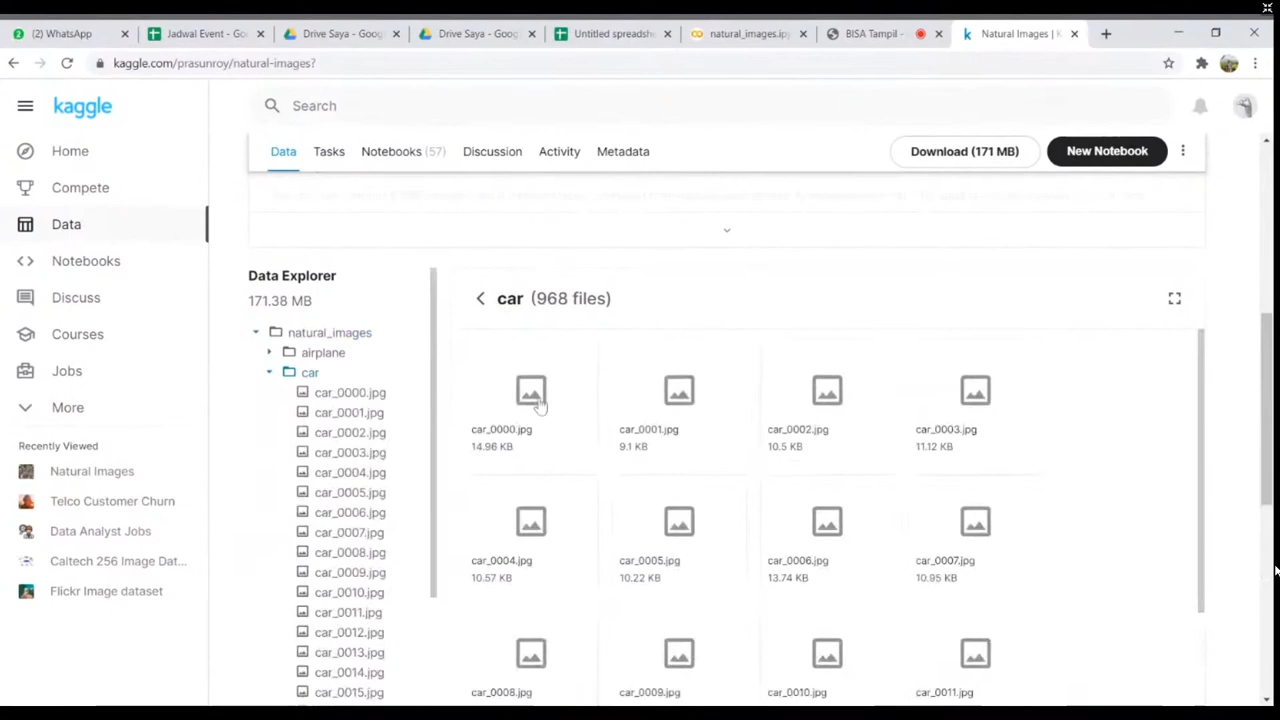 (2) WhatsApp
Jadwal Event - G
Drive Saya - Goog
Drive Saya - Goog
Untitled spreadsh
natural_images.ip
BISA Tampil -
Natural Images | K
kaggle.com/prasunroy/natural-images?
kaggle
Search
Home
Compete
Data
Notebooks
Discuss
Courses
Jobs
More
Recently Viewed
Natural Images
Telco Customer Churn
Data Analyst Jobs
Caltech 256 Image Dat...
Flickr Image dataset
Data Tasks Notebooks (57) Discussion Activity Metadata
Download (171 MB)
New Notebook
Data Explorer
171.38 MB
natural_images
airplane
car
car_0000.jpg
car_0001.jpg
car_0002.jpg
car_0003.jpg
car_0004.jpg
car_0005.jpg
car_0006.jpg
car_0007.jpg
car_0008.jpg
car_0009.jpg
car_0010.jpg
car_0011.jpg
car_0012.jpg
car_0013.jpg
car_0014.jpg
car_0015.jpg
car (968 files)
car_0000.jpg car_0001.jpg car_0002.jpg car_0003.jpg
14.96 KB 9.1 KB 10.5 KB 11.12 KB
car_0004.jpg car_0005.jpg car_0006.jpg car_0007.jpg
10.57 KB 10.22 KB 13.74 KB 10.95 KB
car_0008.jpg car_0009.jpg car_0010.jpg car_0011.jpg